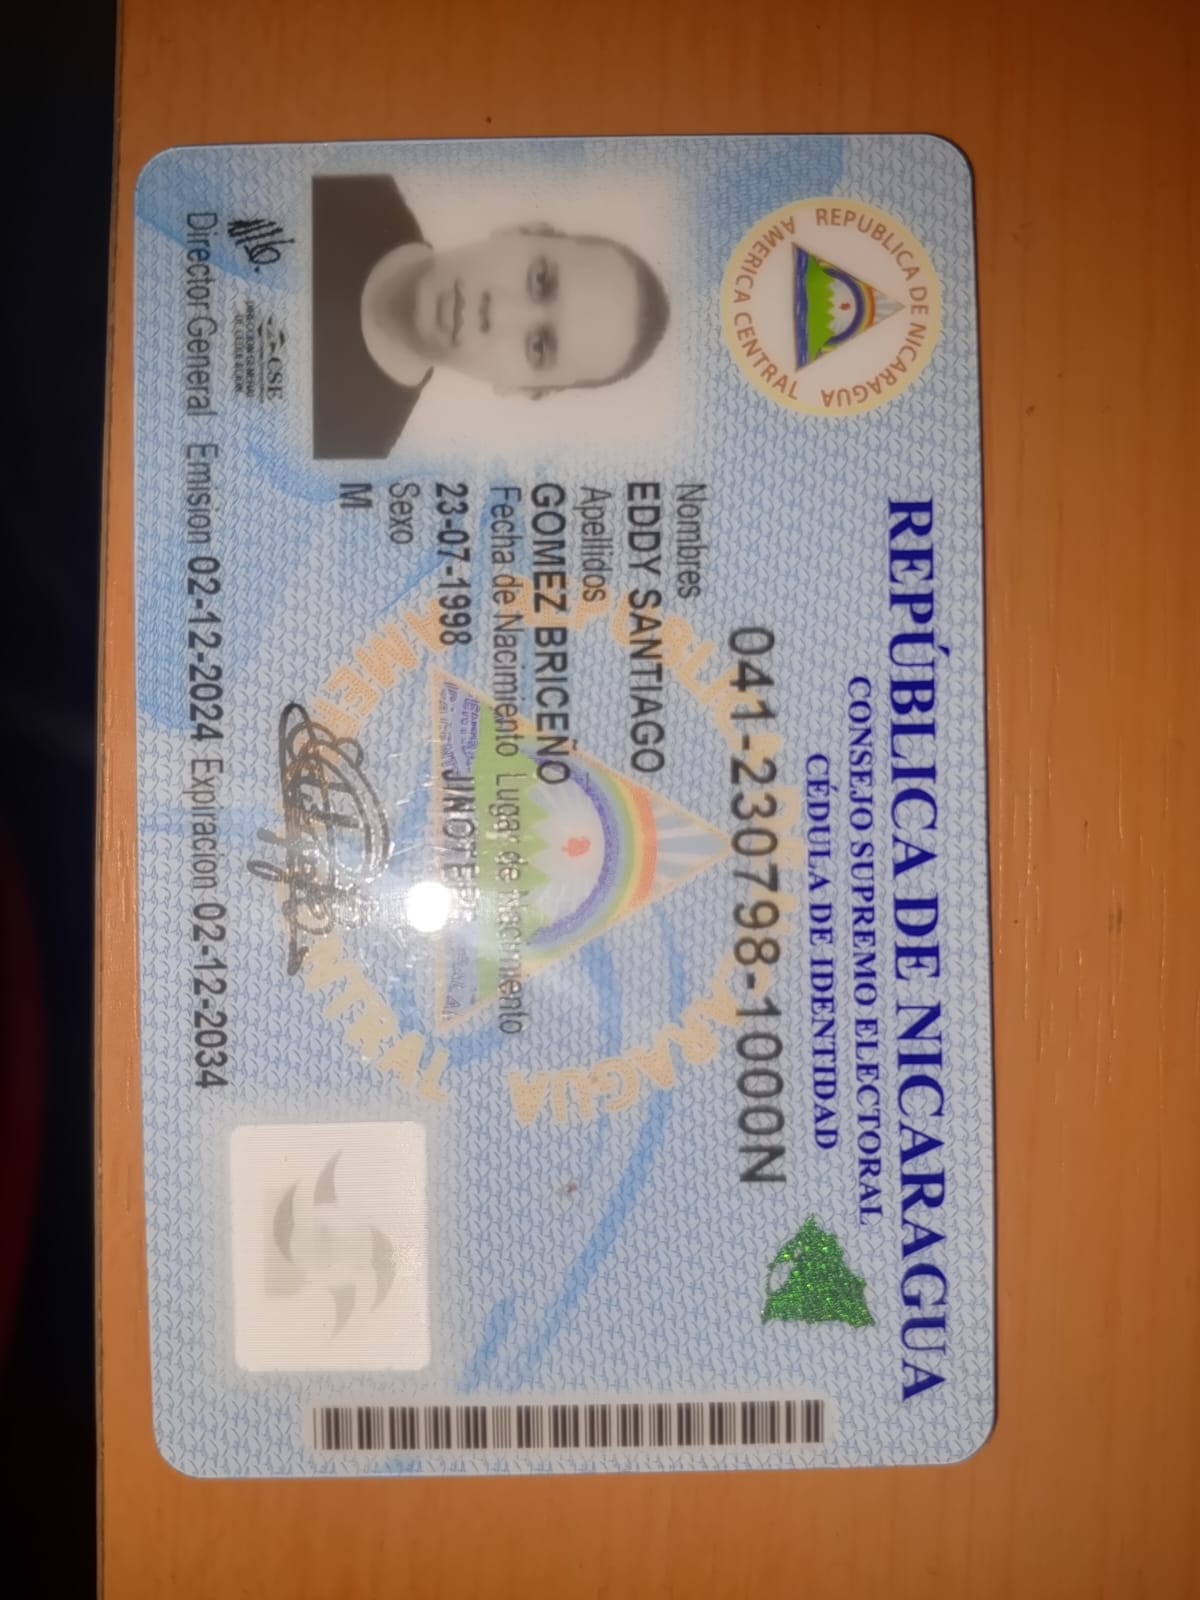 REPÚBLICA DE NICARAGUA
CONSEJO SUPREMO ELECTORAL
CÉDULA DE IDENTIDAD
041-230798-1000N
REPUBLICA DE NICARAGUA
AMERICA CENTRAL
Nombres
EDDY SANTIAGO
Apellidos
GOMEZ BRICEÑO
Fecha de Nacimiento Lugar de Nacimiento
23-07-1998 JINOTEPE
Sexo
M
CSE
DIRECCION GENERAL
DE CEDULACION
Director General Emision 02-12-2024 Expiracion 02-12-2034